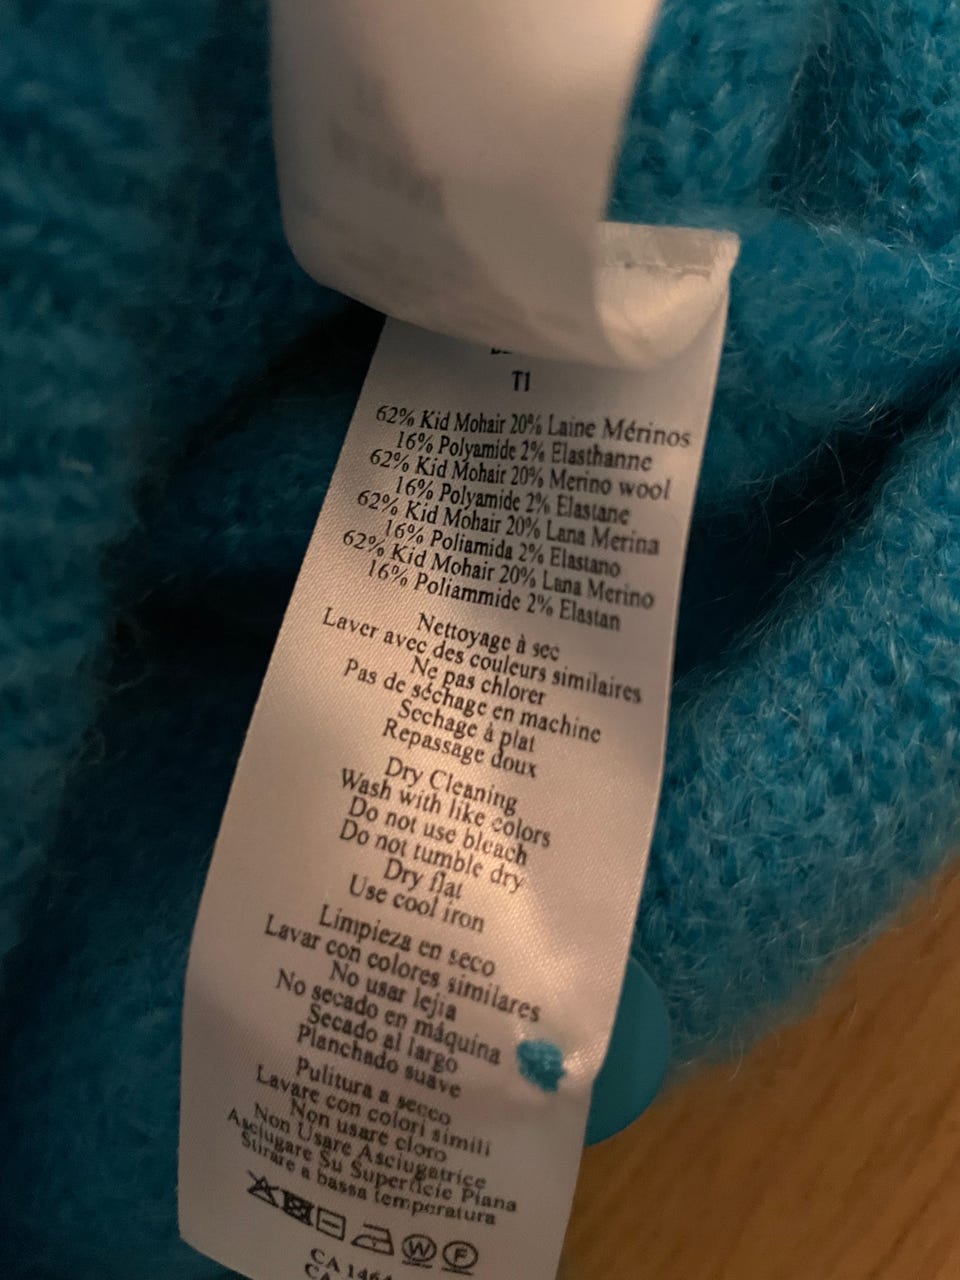 T1
62% Kid Mohair 20% Laine Mérinos
16% Polyamide 2% Elasthanne
62% Kid Mohair 20% Merino wool
16% Polyamide 2% Elastane
62% Kid Mohair 20% Lana Merina
16% Poliamida 2% Elastano
62% Kid Mohair 20% Lana Merino
16% Poliammide 2% Elastan
Nettoyage à sec
Laver avec des couleurs similaires
Ne pas chlorer
Pas de séchage en machine
Sechage à plat
Repassage doux
Dry Cleaning
Wash with like colors
Do not use bleach
Do not tumble dry
Dry flat
Use cool iron
Limpieza en seco
Lavar con colores similares
No usar lejia
No secado en máquina
Secado al largo
Planchado suave
Pulitura a secco
Lavare con colori simili
Non usare cloro
Non Usare Asciugatrice
Asciugare Su Superficie Piana
Stirare a bassa temperatura
W F
CA 1464
CA